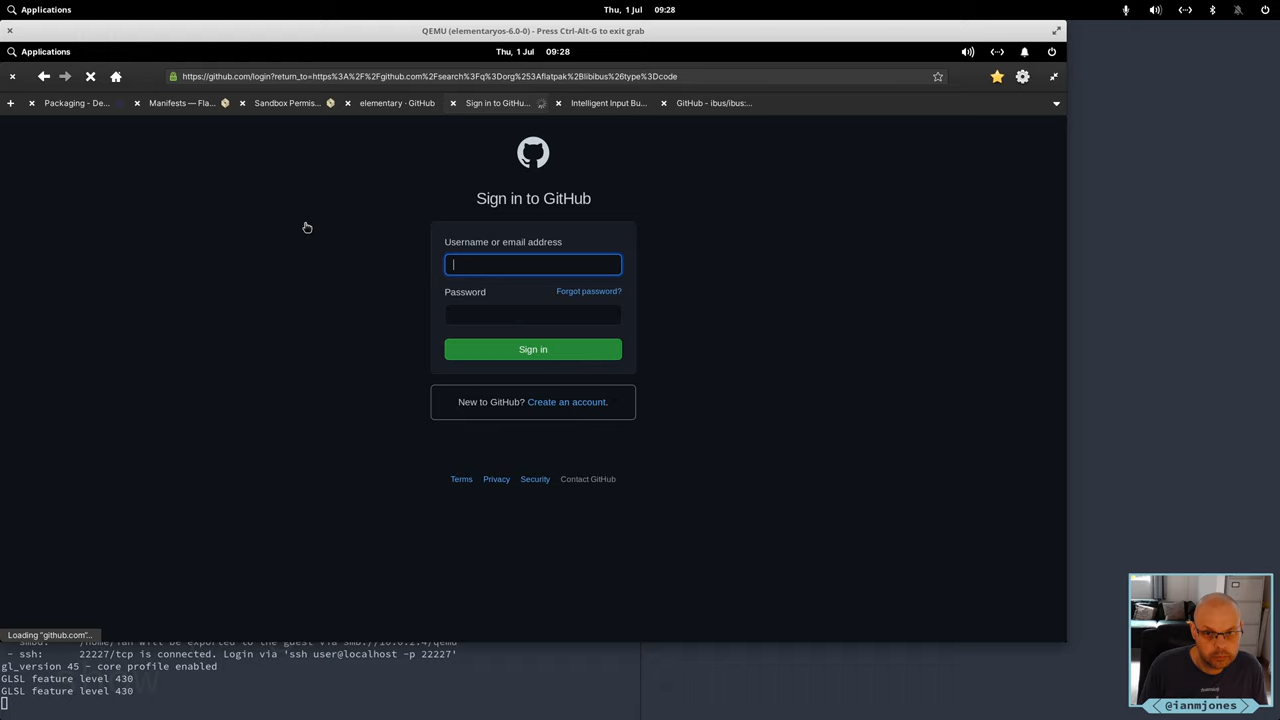 Applications
Thu, 1 Jul 09:28
QEMU (elementaryos-6.0-0) - Press Ctrl-Alt-G to exit grab
Applications
Thu, 1 Jul 09:28
https://github.com/login?return_to=https%3A%2F%2Fgithub.com%2Fsearch%3Fq%3Dorg%253Aflatpak%2Blibibus%26type%3Dcode
Packaging - De...
Manifests — Fla...
Sandbox Permis...
elementary · GitHub
Sign in to GitHu...
Intelligent Input Bu...
GitHub - ibus/ibus:...
Sign in to GitHub
Username or email address
Password
Forgot password?
Sign in
New to GitHub? Create an account.
Terms
Privacy
Security
Contact GitHub
Loading "github.com"...
- ssh: 22227/tcp is connected. Login via 'ssh user@localhost -p 22227'
gl_version 45 - core profile enabled
GLSL feature level 430
GLSL feature level 430
@ianmjones